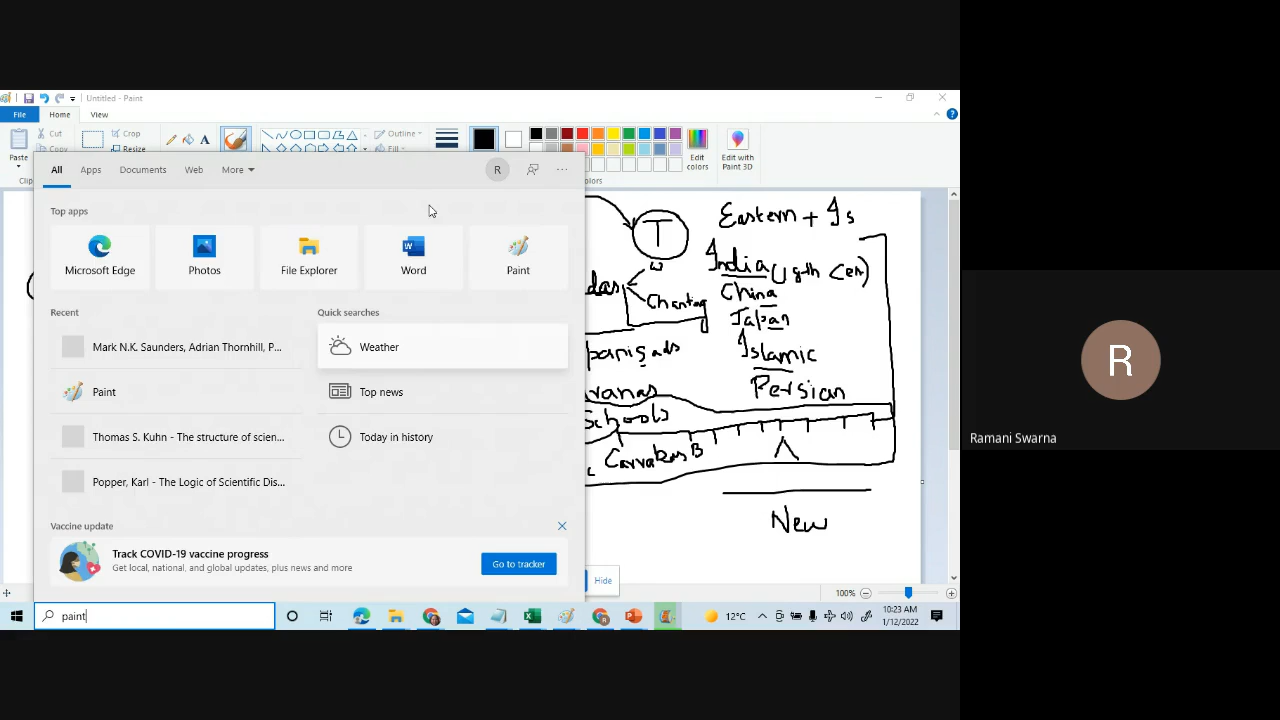 Untitled - Paint
File
Home
View
Paste
Cut
Copy
Crop
Resize
Outline
Fill
Edit colors
Edit with Paint 3D
All
Apps
Documents
Web
More
R
Top apps
Microsoft Edge
Photos
File Explorer
Word
Paint
Recent
Quick searches
Mark N.K. Saunders, Adrian Thornhill, P...
Weather
Paint
Top news
Thomas S. Kuhn - The structure of scien...
Today in history
Popper, Karl - The Logic of Scientific Dis...
Vaccine update
Track COVID-19 vaccine progress
Get local, national, and global updates, plus news and more
Go to tracker
T
Eastern + Is
das
W
Chanting
India
China
Japan
Islamic
Persian
Schools
B
New
Hide
100%
paint
12°C
10:23 AM
1/12/2022
R
Ramani Swarna